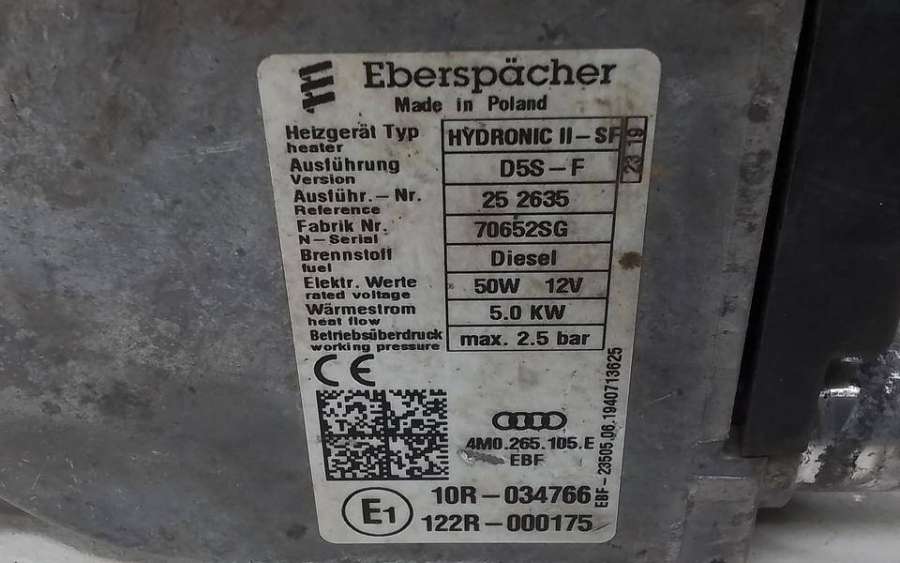 Eberspächer
Made in Poland
Heizgerät Typ HYDRONIC II-SF 23 19
heater
Ausführung D5S-F
Version
Ausführ.-Nr. 25 2635
Reference
Fabrik Nr. 70652SG
N-Serial
Brennstoff Diesel
fuel
Elektr. Werte 50W 12V
rated voltage
Wärmestrom 5.0 KW
heat flow
Betriebsüberdruck max. 2.5 bar
working pressure
CE
4M0.265.105.E
EBF
EBF-23505.06.1940713625
E1
10R-034766
122R-000175